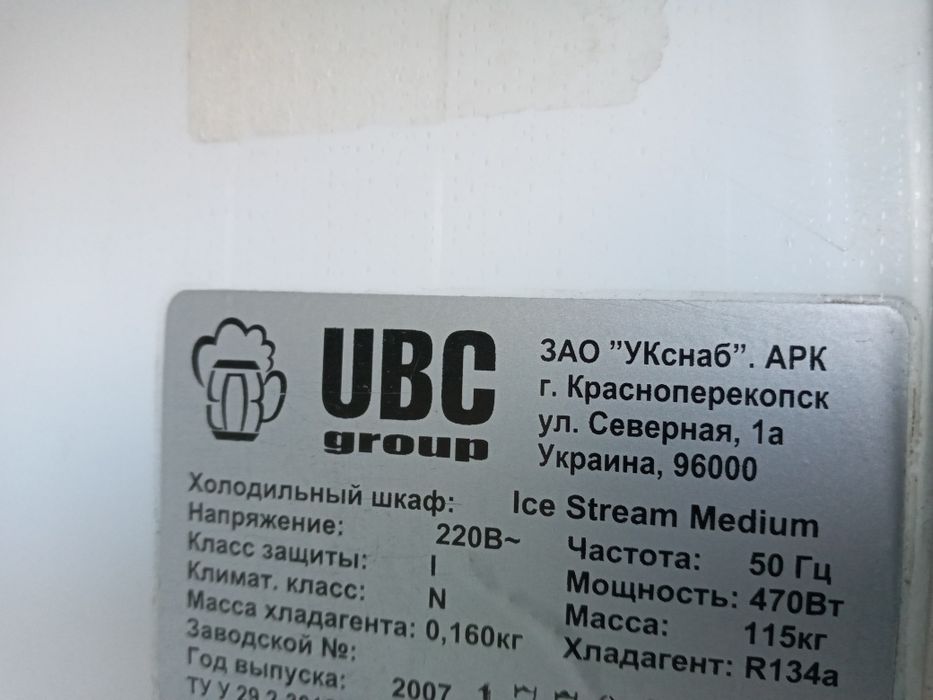 UBC
group
ЗАО ”УКснаб”. АРК
г. Красноперекопск
ул. Северная, 1а
Украина, 96000
Холодильный шкаф: Ice Stream Medium
Напряжение: 220В~ Частота: 50 Гц
Класс защиты: I Мощность: 470Вт
Климат. класс: N Масса: 115кг
Масса хладагента: 0,160кг Хладагент: R134a
Заводской №:
Год выпуска: 2007
ТУ У